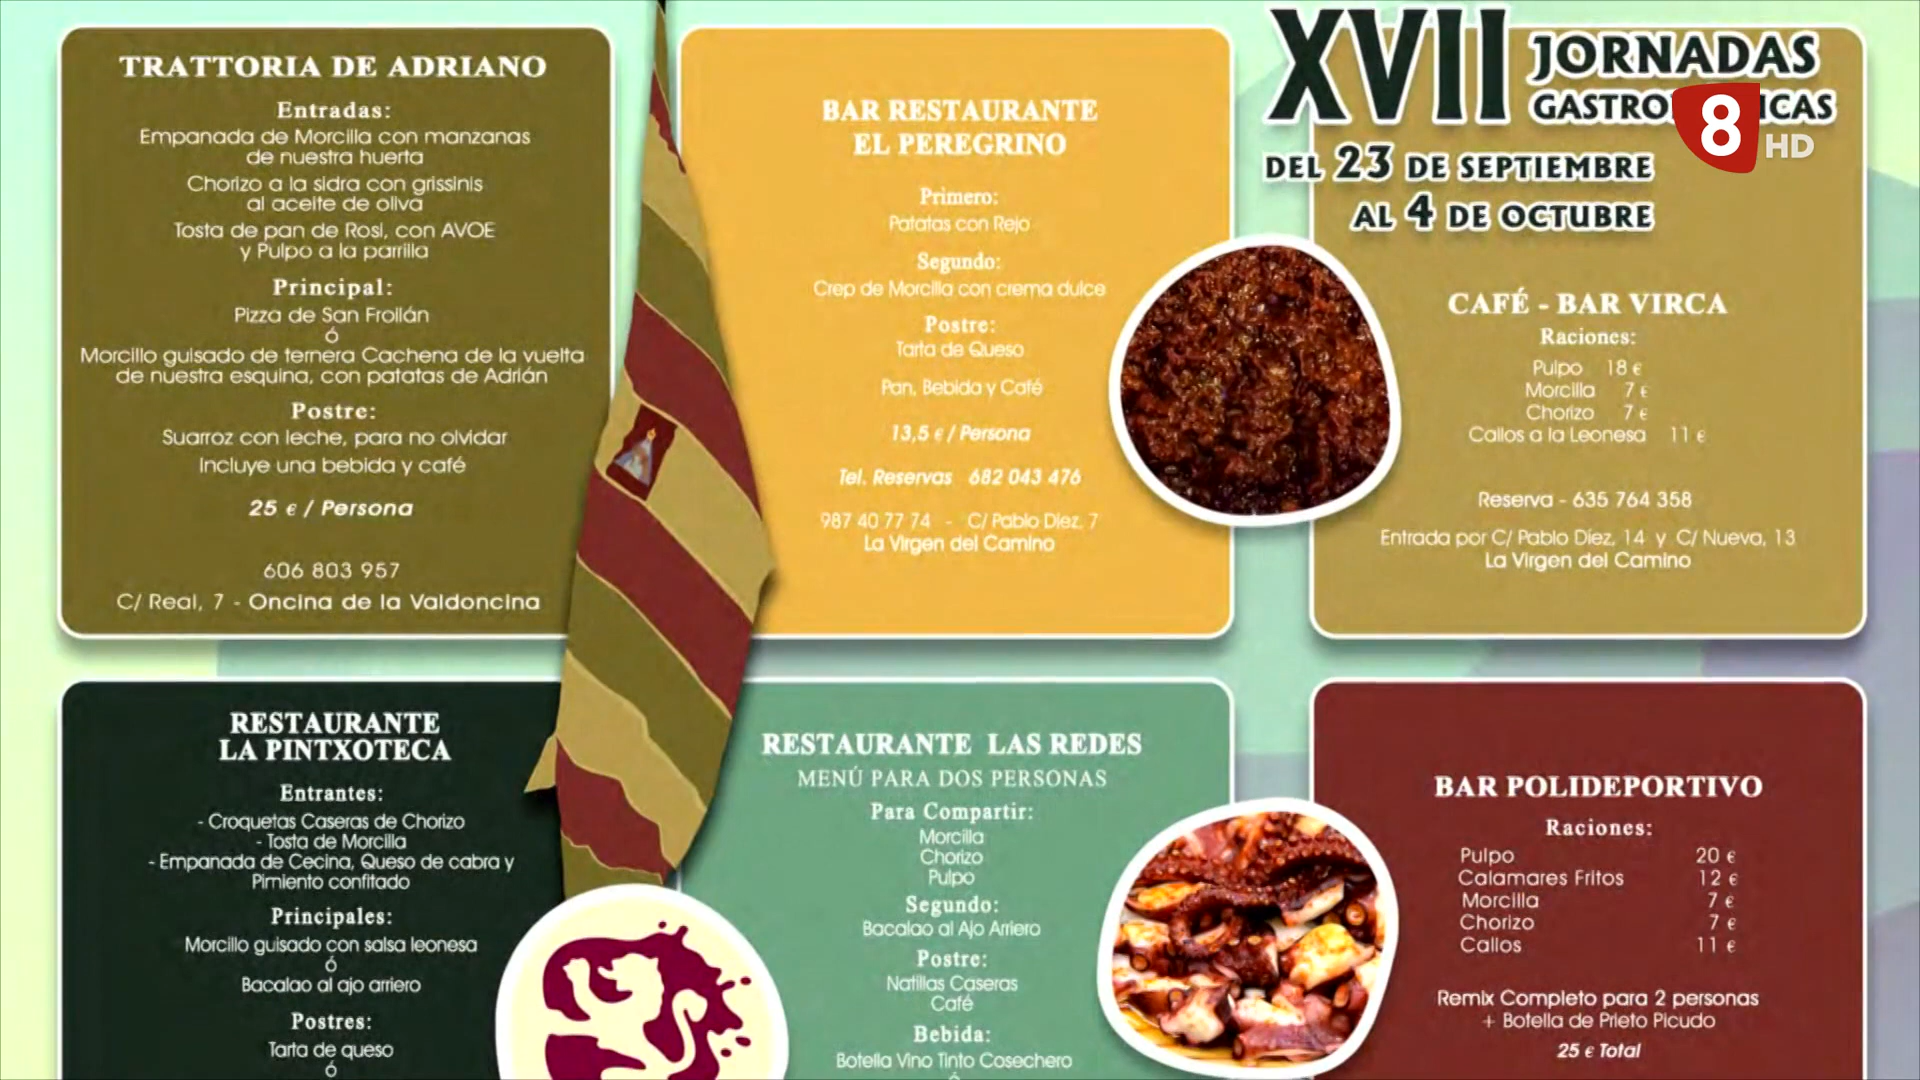 TRATTORIA DE ADRIANO
Entradas:
Empanada de Morcilla con manzanas
de nuestra huerta
Chorizo a la sidra con grissinis
al aceite de oliva
Tosta de pan de Rosi, con AVOE
y Pulpo a la parrilla
Principal:
Pizza de San Froilán
ó
Morcillo guisado de ternera Cachena de la vuelta
de nuestra esquina, con patatas de Adrián
Postre:
Suarroz con leche, para no olvidar
Incluye una bebida y café
25 € / Persona
606 803 957
C/ Real, 7 - Oncina de la Valdoncina
BAR RESTAURANTE
EL PEREGRINO
Primero:
Patatas con Rejo
Segundo:
Crep de Morcilla con crema dulce
Postre:
Tarta de Queso
Pan, Bebida y Café
13,5 € / Persona
Tel. Reservas 682 043 476
987 40 77 74 - C/ Pablo Díez, 7
La Virgen del Camino
XVII JORNADAS
GASTRO ICAS
8 HD
DEL 23 DE SEPTIEMBRE
AL 4 DE OCTUBRE
CAFÉ - BAR VIRCA
Raciones:
Pulpo 18 €
Morcilla 7 €
Chorizo 7 €
Callos a la Leonesa 11 €
Reserva - 635 764 358
Entrada por C/ Pablo Díez, 14 y C/ Nueva, 13
La Virgen del Camino
RESTAURANTE
LA PINTXOTECA
Entrantes:
- Croquetas Caseras de Chorizo
- Tosta de Morcilla
- Empanada de Cecina, Queso de cabra y
Pimiento confitado
Principales:
Morcillo guisado con salsa leonesa
ó
Bacalao al ajo arriero
Postres:
Tarta de queso
ó
RESTAURANTE LAS REDES
MENÚ PARA DOS PERSONAS
Para Compartir:
Morcilla
Chorizo
Pulpo
Segundo:
Bacalao al Ajo Arriero
Postre:
Natillas Caseras
Café
Bebida:
Botella Vino Tinto Cosechero
BAR POLIDEPORTIVO
Raciones:
Pulpo 20 €
Calamares Fritos 12 €
Morcilla 7 €
Chorizo 7 €
Callos 11 €
Remix Completo para 2 personas
+ Botella de Prieto Picudo
25 € Total